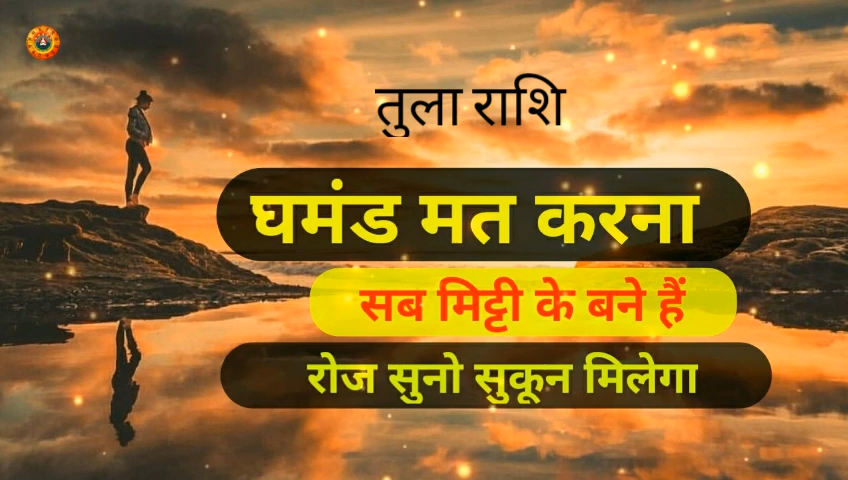 तुला राशि
घमंड मत करना
सब मिट्टी के बने हैं
रोज सुनो सुकून मिलेगा